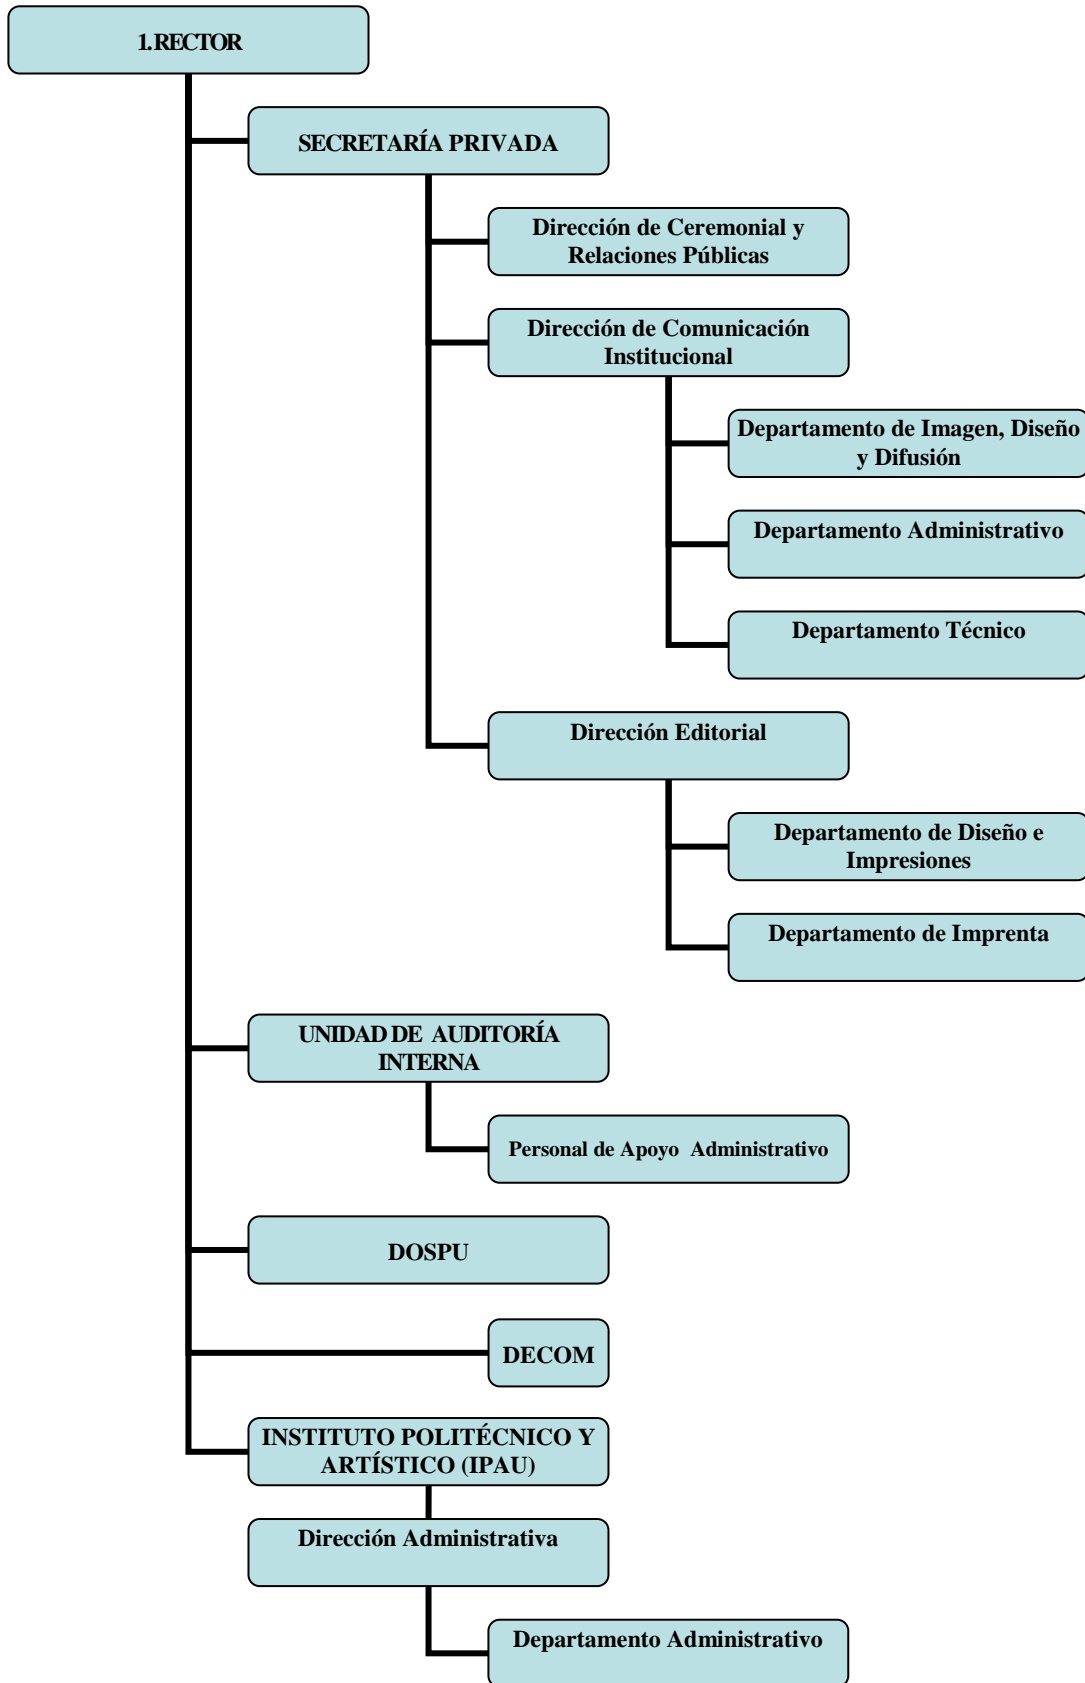 1.RECTOR
SECRETARÍA PRIVADA
Dirección de Ceremonial y
Relaciones Públicas
Dirección de Comunicación
Institucional
Departamento de Imagen, Diseño
y Difusión
Departamento Administrativo
Departamento Técnico
Dirección Editorial
Departamento de Diseño e
Impresiones
Departamento de Imprenta
UNIDAD DE AUDITORÍA
INTERNA
Personal de Apoyo Administrativo
DOSPU
DECOM
INSTITUTO POLITÉCNICO Y
ARTÍSTICO (IPAU)
Dirección Administrativa
Departamento Administrativo